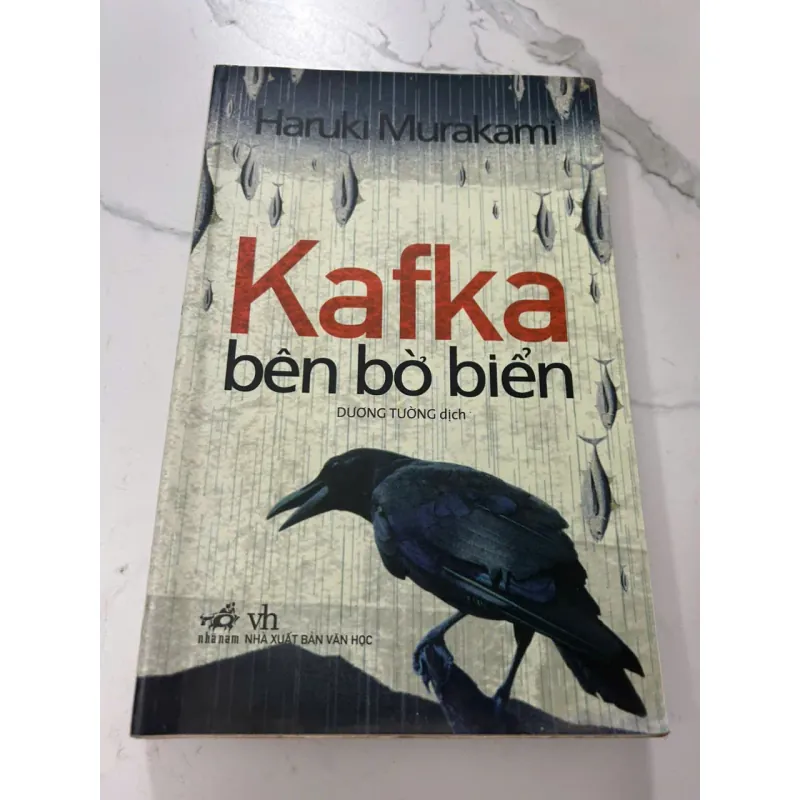 Haruki Murakami
Kafka
bên bờ biển
DƯƠNG TƯỜNG dịch
nhã nam
vh
NHÀ XUẤT BẢN VĂN HỌC